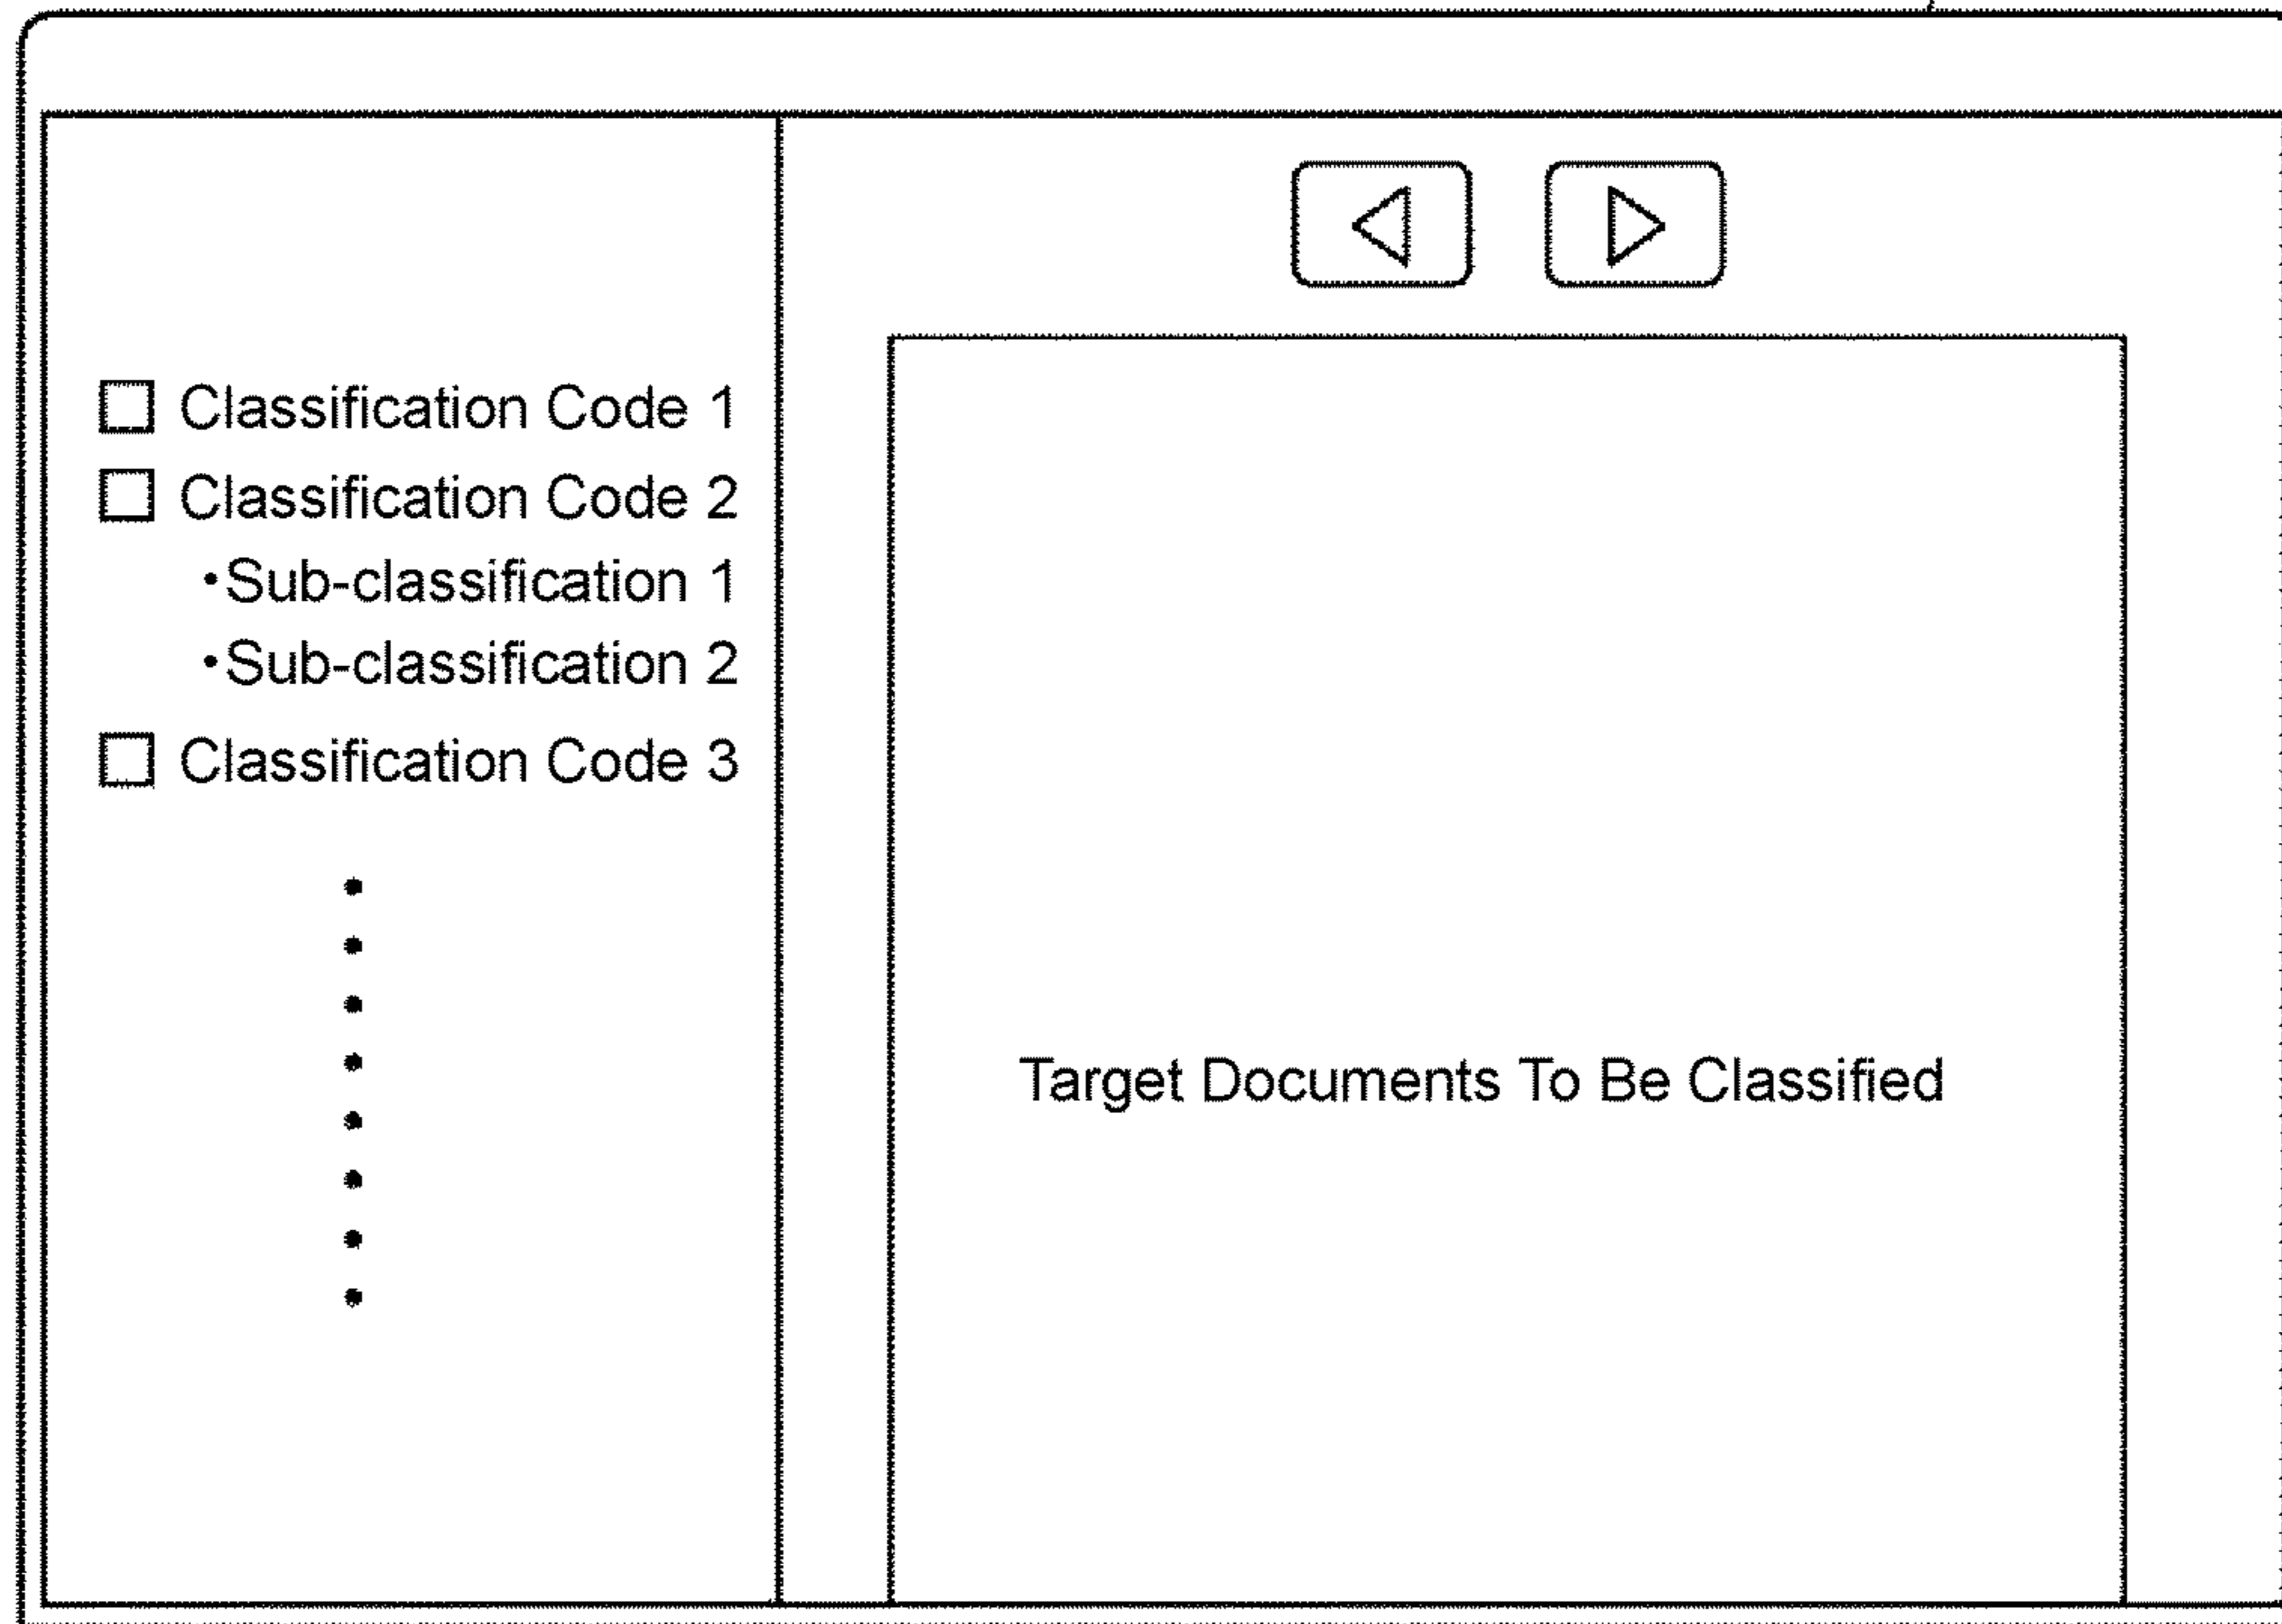 Classification Code 1
Classification Code 2
•Sub-classification 1
•Sub-classification 2
Classification Code 3
Target Documents To Be Classified